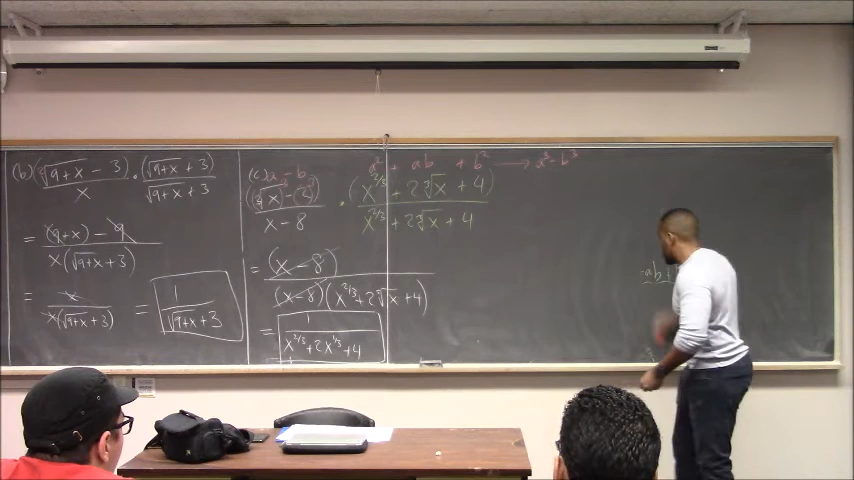 (b) (√9+x − 3)/x • (√9+x + 3)/(√9+x + 3)
= ((9+x) − 9)/(x(√9+x + 3))
= x/(x(√9+x + 3)) = 1/(√9+x + 3)
(c) a − b a² + ab + b² → a³ − b³
(∛x − 2)/(x − 8) • (x^2/3 + 2∛x + 4)/(x^2/3 + 2∛x + 4)
= (x − 8)/((x − 8)(x^2/3 + 2∛x + 4))
= 1/(x^2/3 + 2x^1/3 + 4)